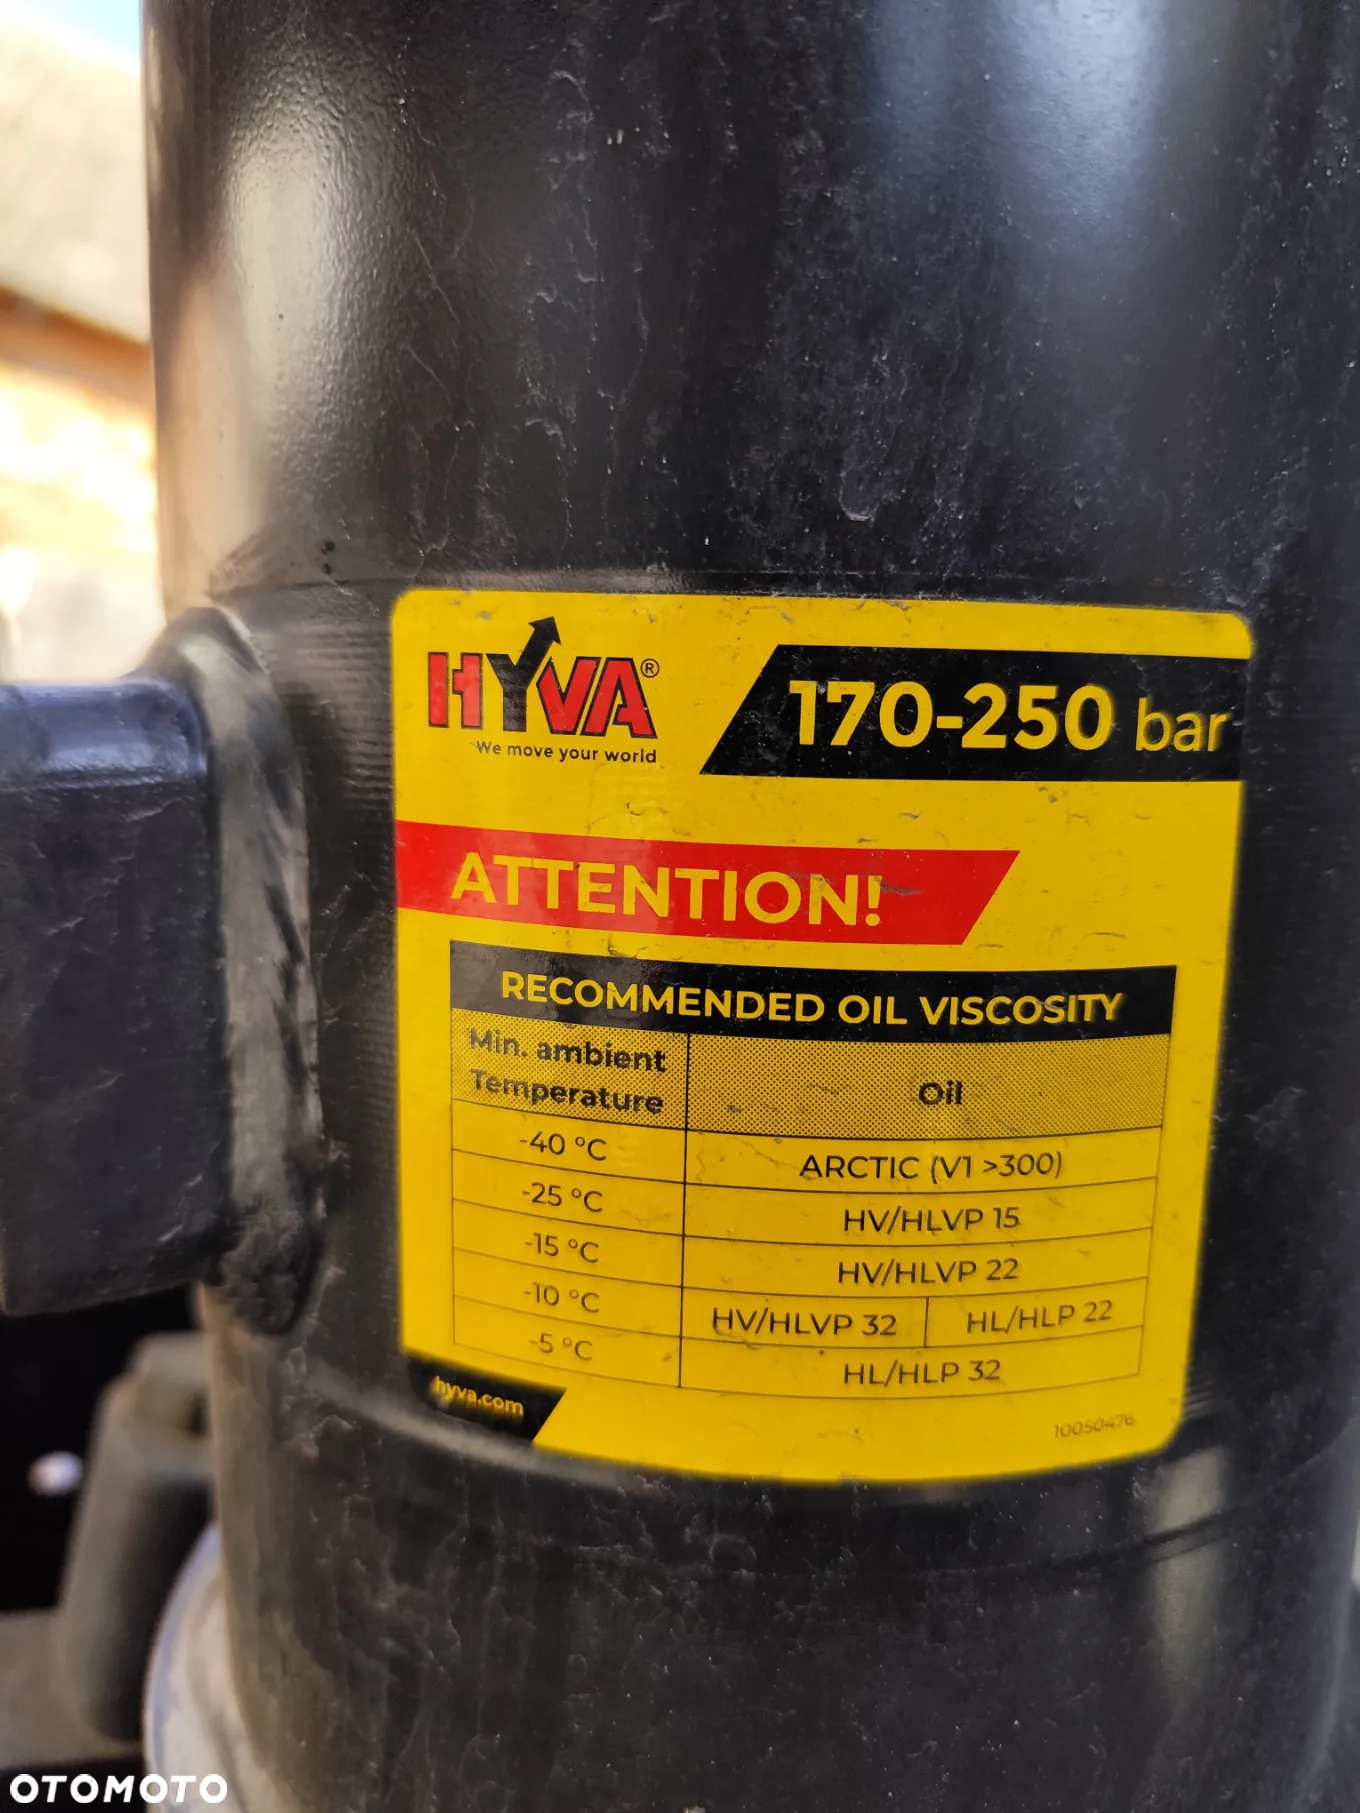 HYVA®
We move your world
170-250 bar
ATTENTION!
RECOMMENDED OIL VISCOSITY
Min. ambient
Temperature
Oil
-40 °C ARCTIC (V1 >300)
-25 °C HV/HLVP 15
-15 °C HV/HLVP 22
-10 °C HV/HLVP 32 HL/HLP 22
-5 °C HL/HLP 32
hyva.com
10050476
OTOMOTO